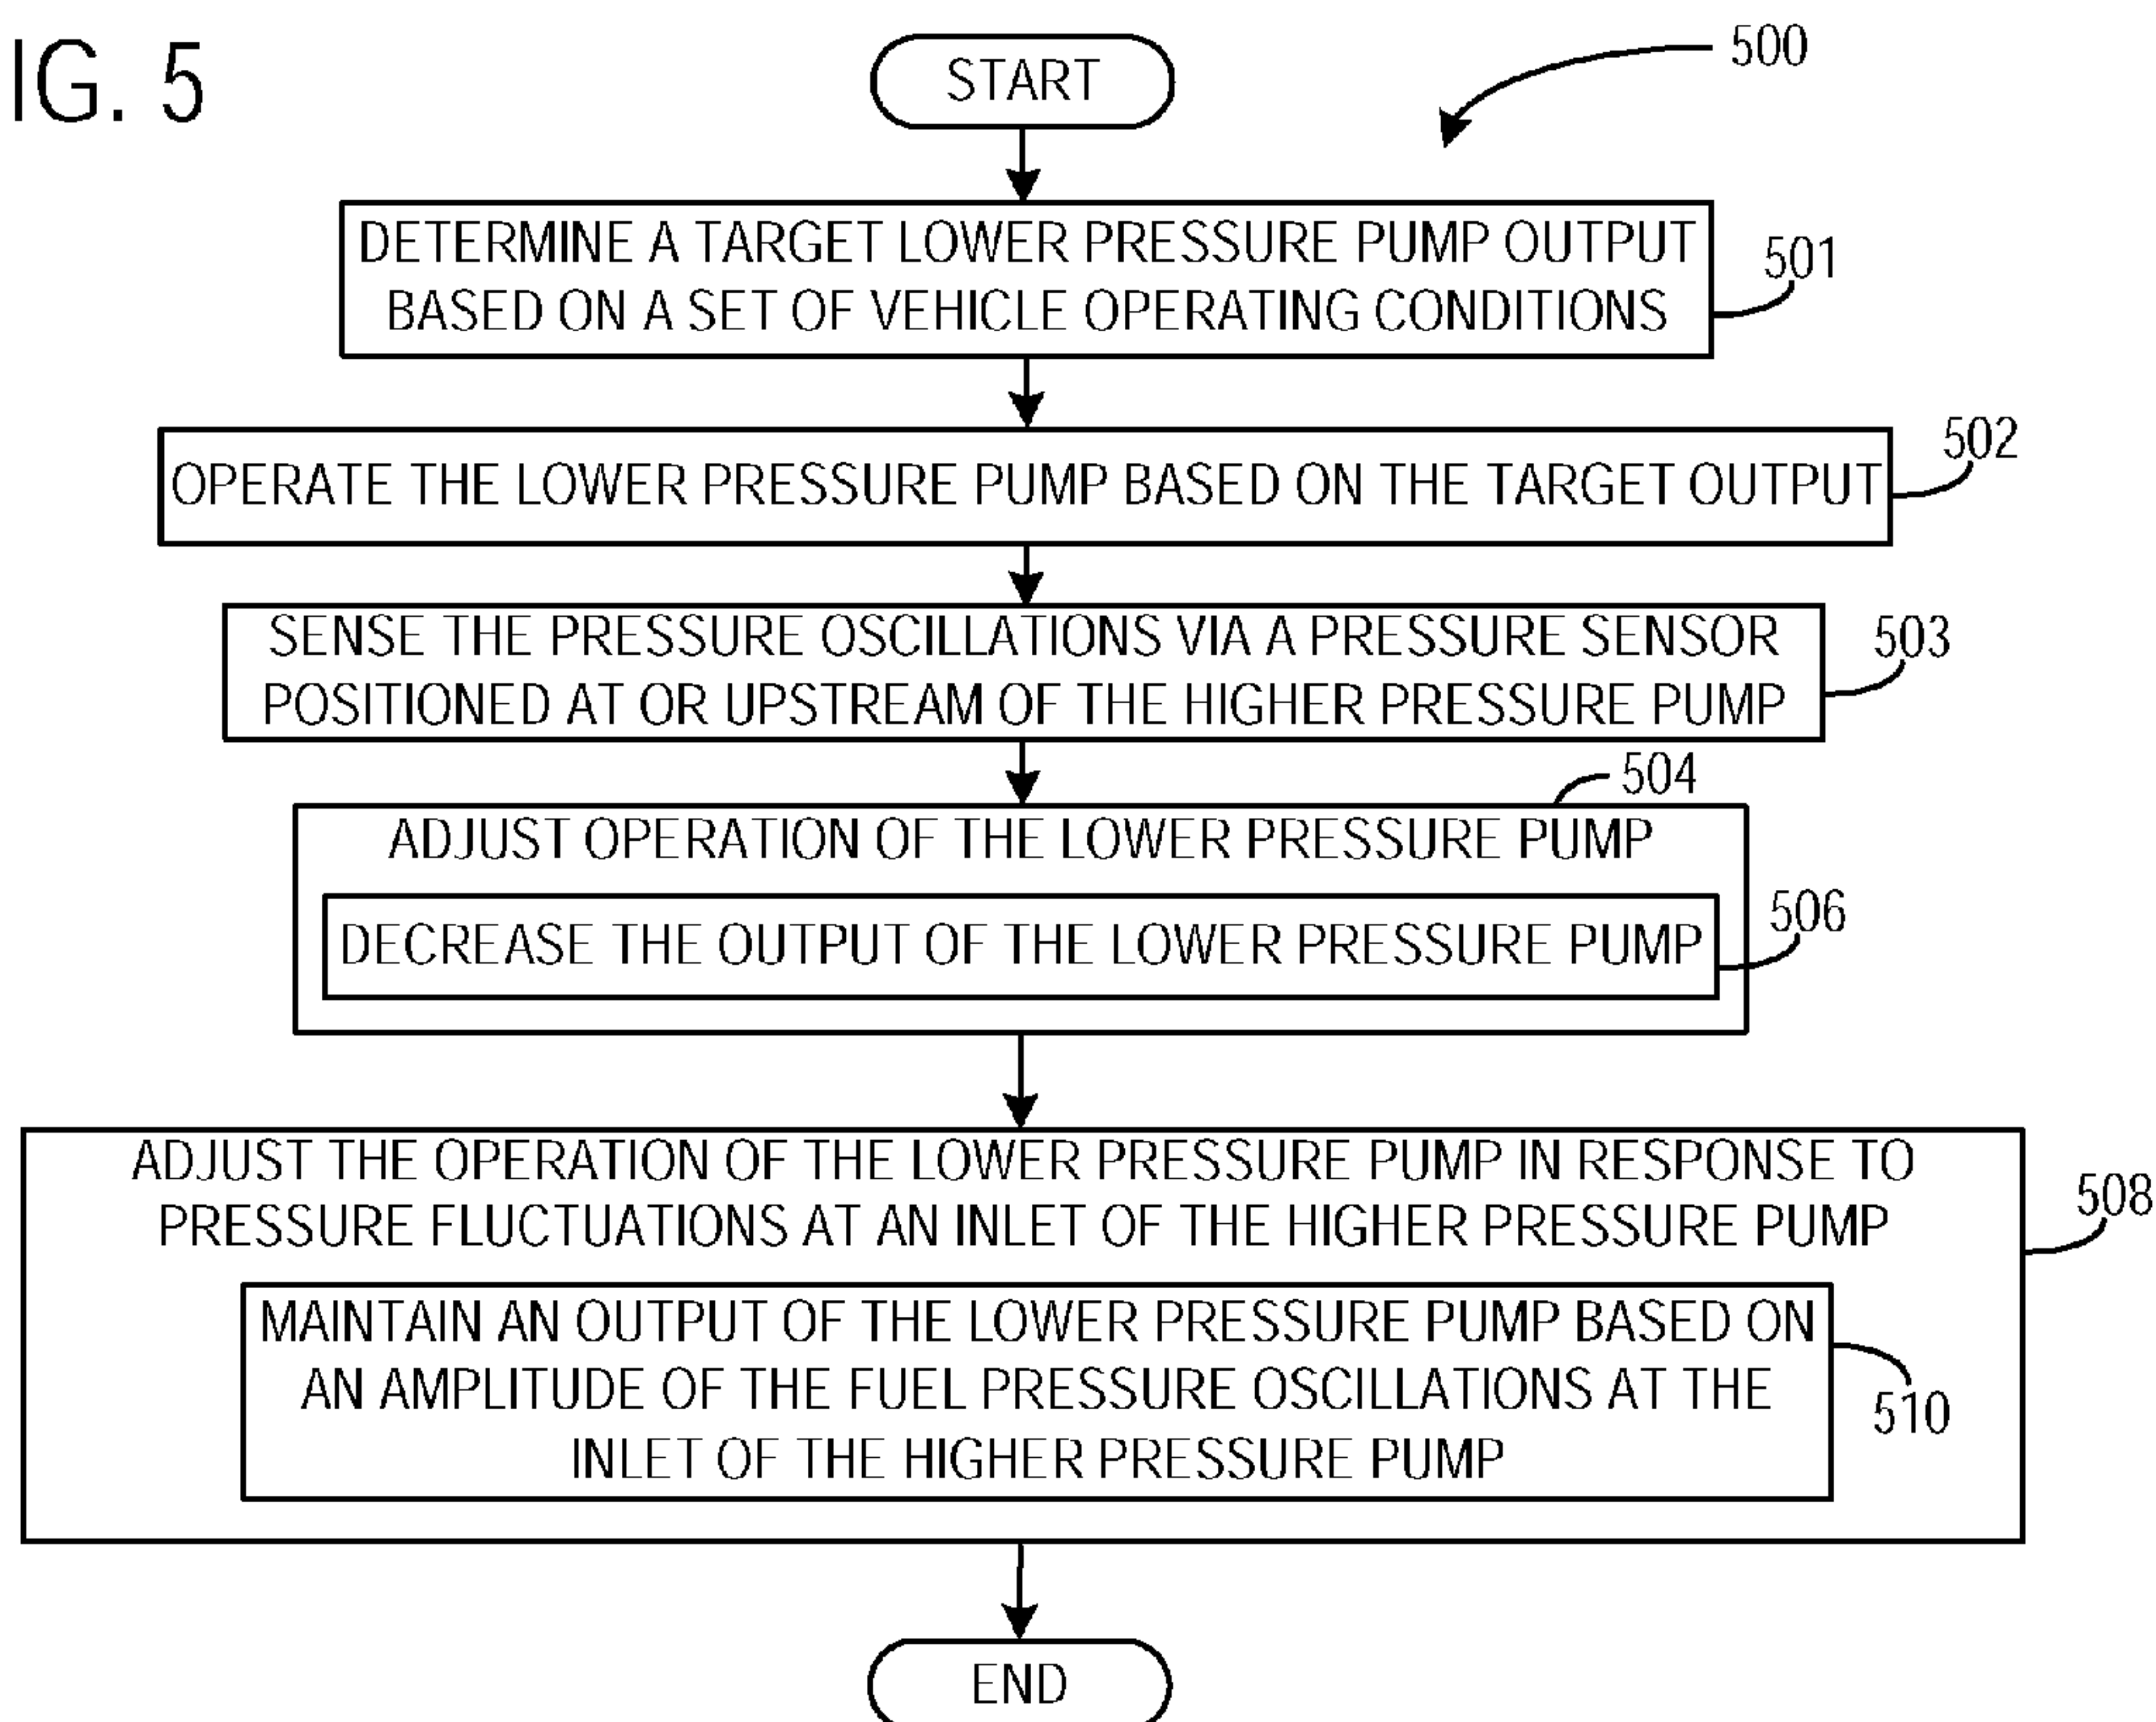 IG. 5
START
500
DETERMINE A TARGET LOWER PRESSURE PUMP OUTPUT
BASED ON A SET OF VEHICLE OPERATING CONDITIONS
501
OPERATE THE LOWER PRESSURE PUMP BASED ON THE TARGET OUTPUT
502
SENSE THE PRESSURE OSCILLATIONS VIA A PRESSURE SENSOR
POSITIONED AT OR UPSTREAM OF THE HIGHER PRESSURE PUMP
503
504
ADJUST OPERATION OF THE LOWER PRESSURE PUMP
DECREASE THE OUTPUT OF THE LOWER PRESSURE PUMP
506
ADJUST THE OPERATION OF THE LOWER PRESSURE PUMP IN RESPONSE TO
PRESSURE FLUCTUATIONS AT AN INLET OF THE HIGHER PRESSURE PUMP
508
MAINTAIN AN OUTPUT OF THE LOWER PRESSURE PUMP BASED ON
AN AMPLITUDE OF THE FUEL PRESSURE OSCILLATIONS AT THE
INLET OF THE HIGHER PRESSURE PUMP
510
END